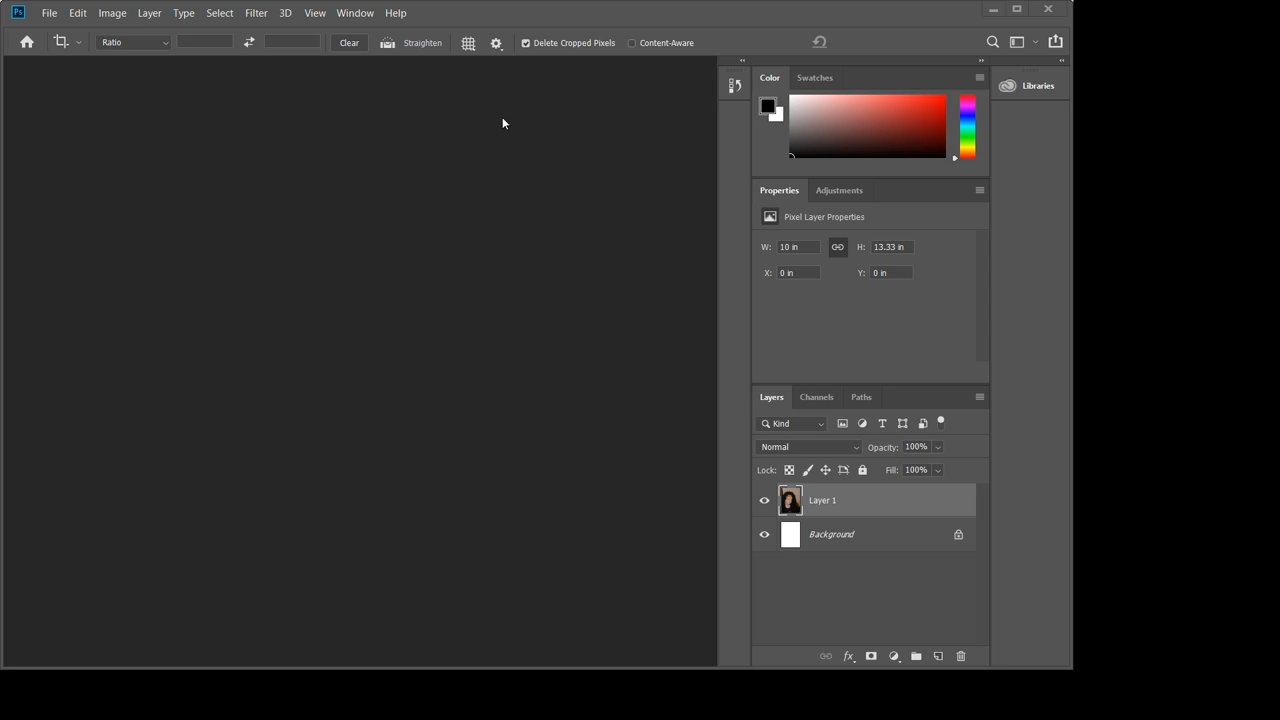 Ps File Edit Image Layer Type Select Filter 3D View Window Help
Ratio Clear Straighten Delete Cropped Pixels Content-Aware
Color Swatches
Libraries
Properties Adjustments
Pixel Layer Properties
W: 10 in H: 13.33 in
X: 0 in Y: 0 in
Layers Channels Paths
Kind
Normal Opacity: 100%
Lock: Fill: 100%
Layer 1
Background
fx